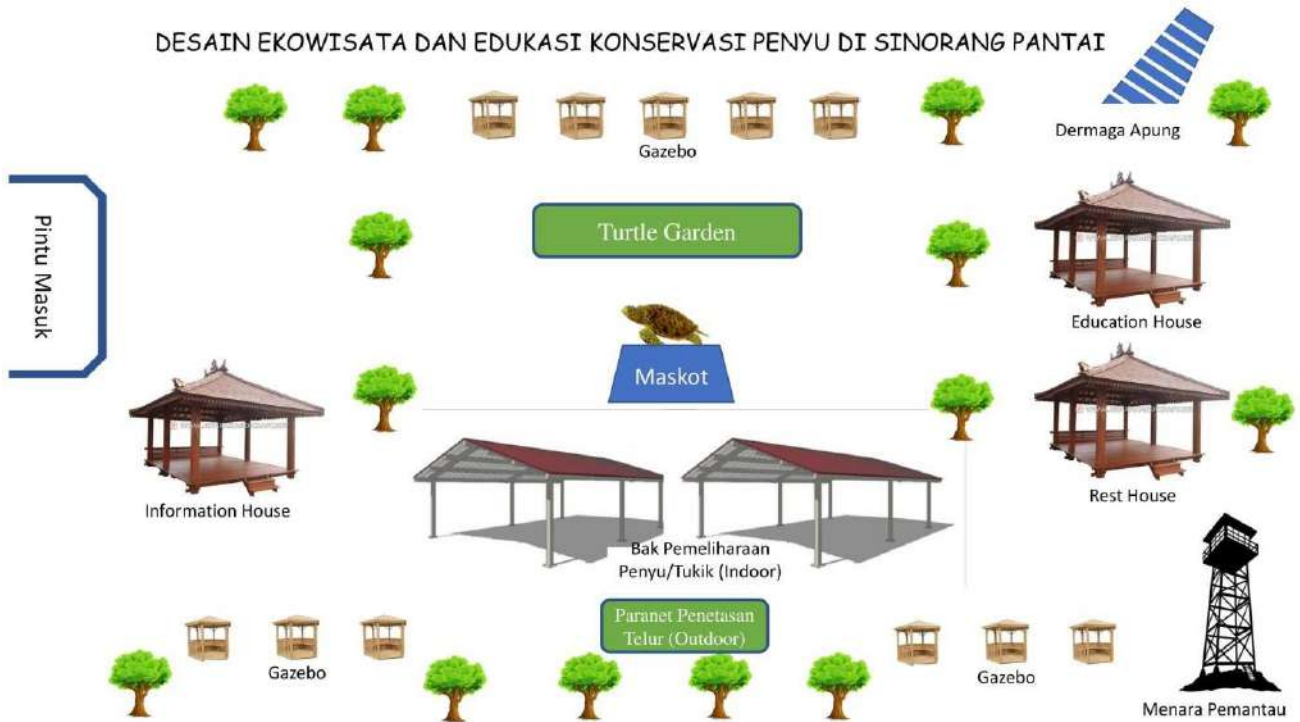 DESAIN EKOWISATA DAN EDUKASI KONSERVASI PENYU DI SINORANG PANTAI
Dermaga Apung
Gazebo
Pintu Masuk
Turtle Garden
Education House
Maskot
Information House
Rest House
Bak Pemeliharaan
Penyu/Tukik (Indoor)
Paranet Penetasan
Telur (Outdoor)
Gazebo
Gazebo
Menara Pemantau